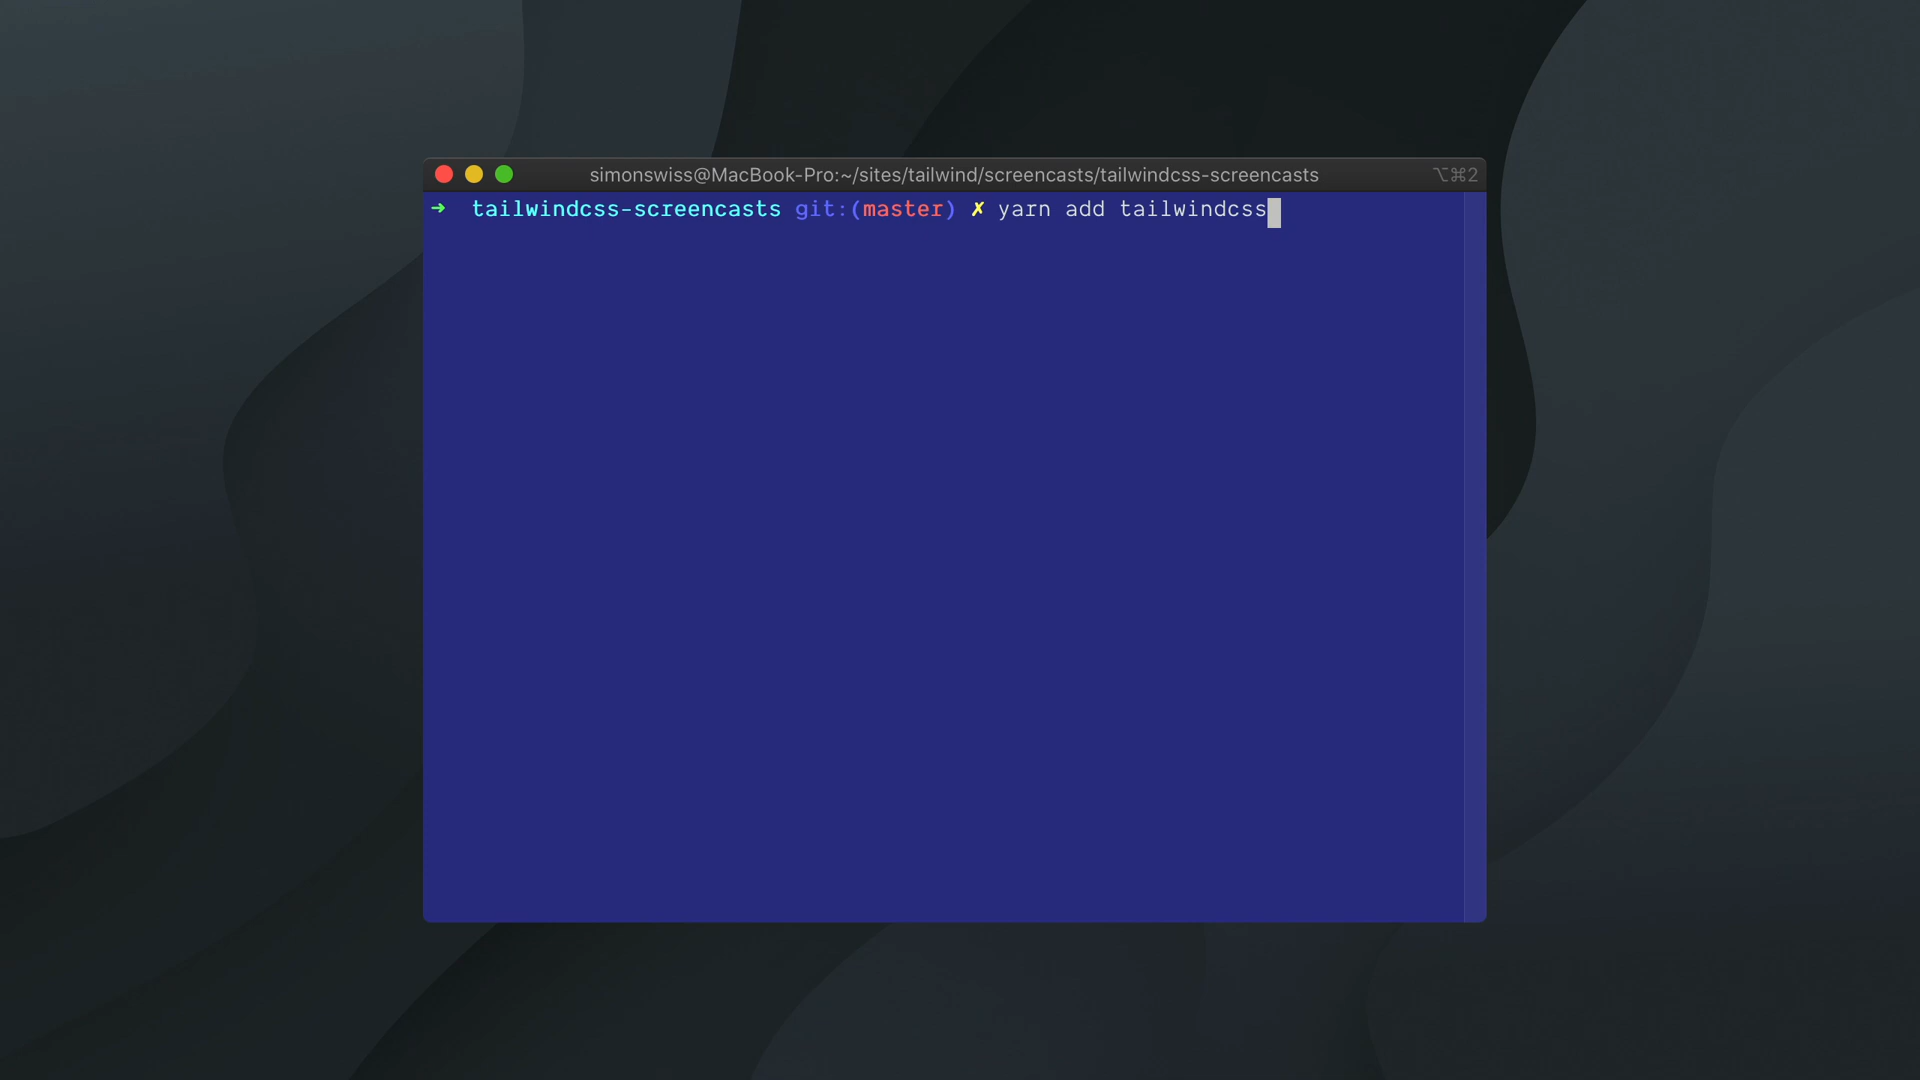 simonswiss@MacBook-Pro:~/sites/tailwind/screencasts/tailwindcss-screencasts ⌥⌘2
➜ tailwindcss-screencasts git:(master) ✗ yarn add tailwindcss